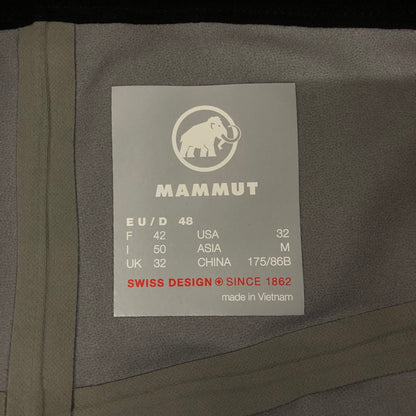 MAMMUT
EU/D 48
F 42 USA 32
I 50 ASIA M
UK 32 CHINA 175/86B
SWISS DESIGN SINCE 1862
made in Vietnam